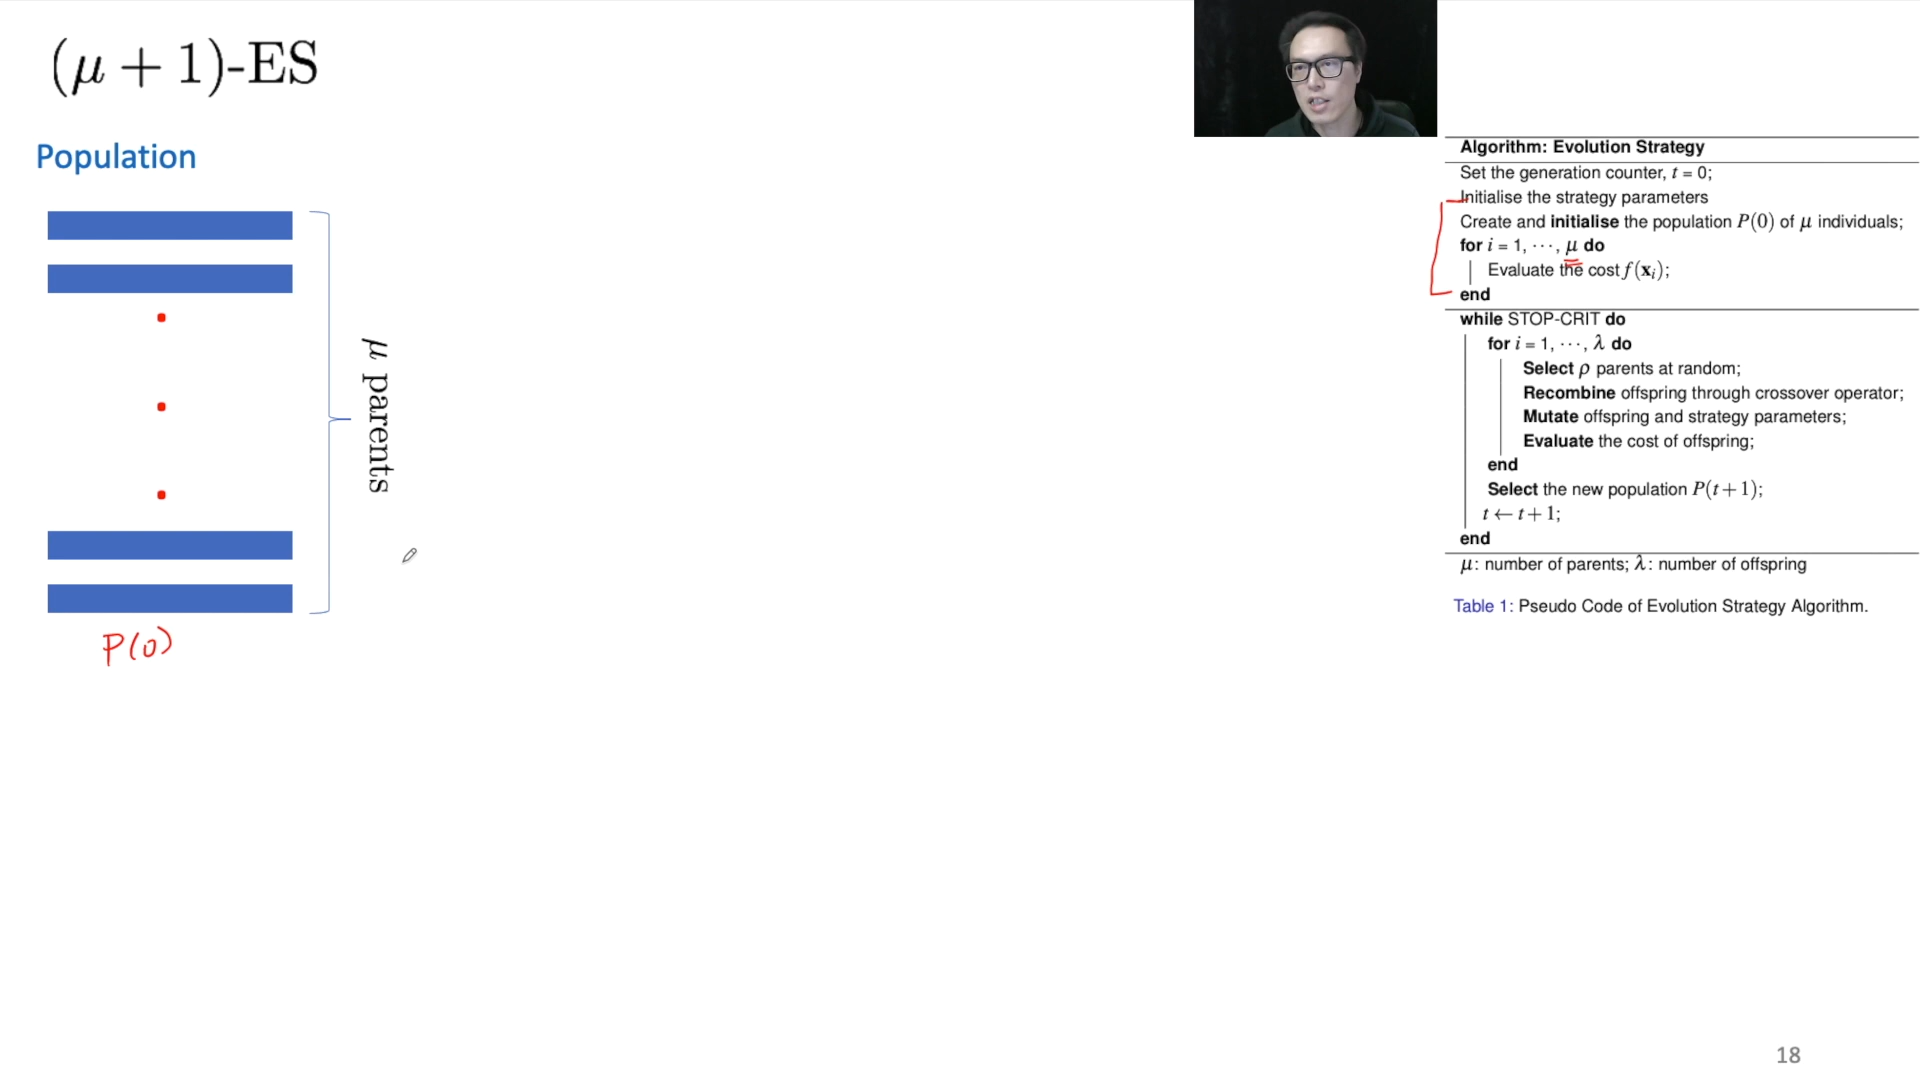 (μ + 1)-ES
Population
μ parents
P(0)
Algorithm: Evolution Strategy
Set the generation counter, t = 0;
Initialise the strategy parameters
Create and initialise the population P(0) of μ individuals;
for i = 1, ⋯, μ do
Evaluate the cost f(x_i);
end
while STOP-CRIT do
for i = 1, ⋯, λ do
Select ρ parents at random;
Recombine offspring through crossover operator;
Mutate offspring and strategy parameters;
Evaluate the cost of offspring;
end
Select the new population P(t+1);
t ← t+1;
end
μ: number of parents; λ: number of offspring
Table 1: Pseudo Code of Evolution Strategy Algorithm.
18